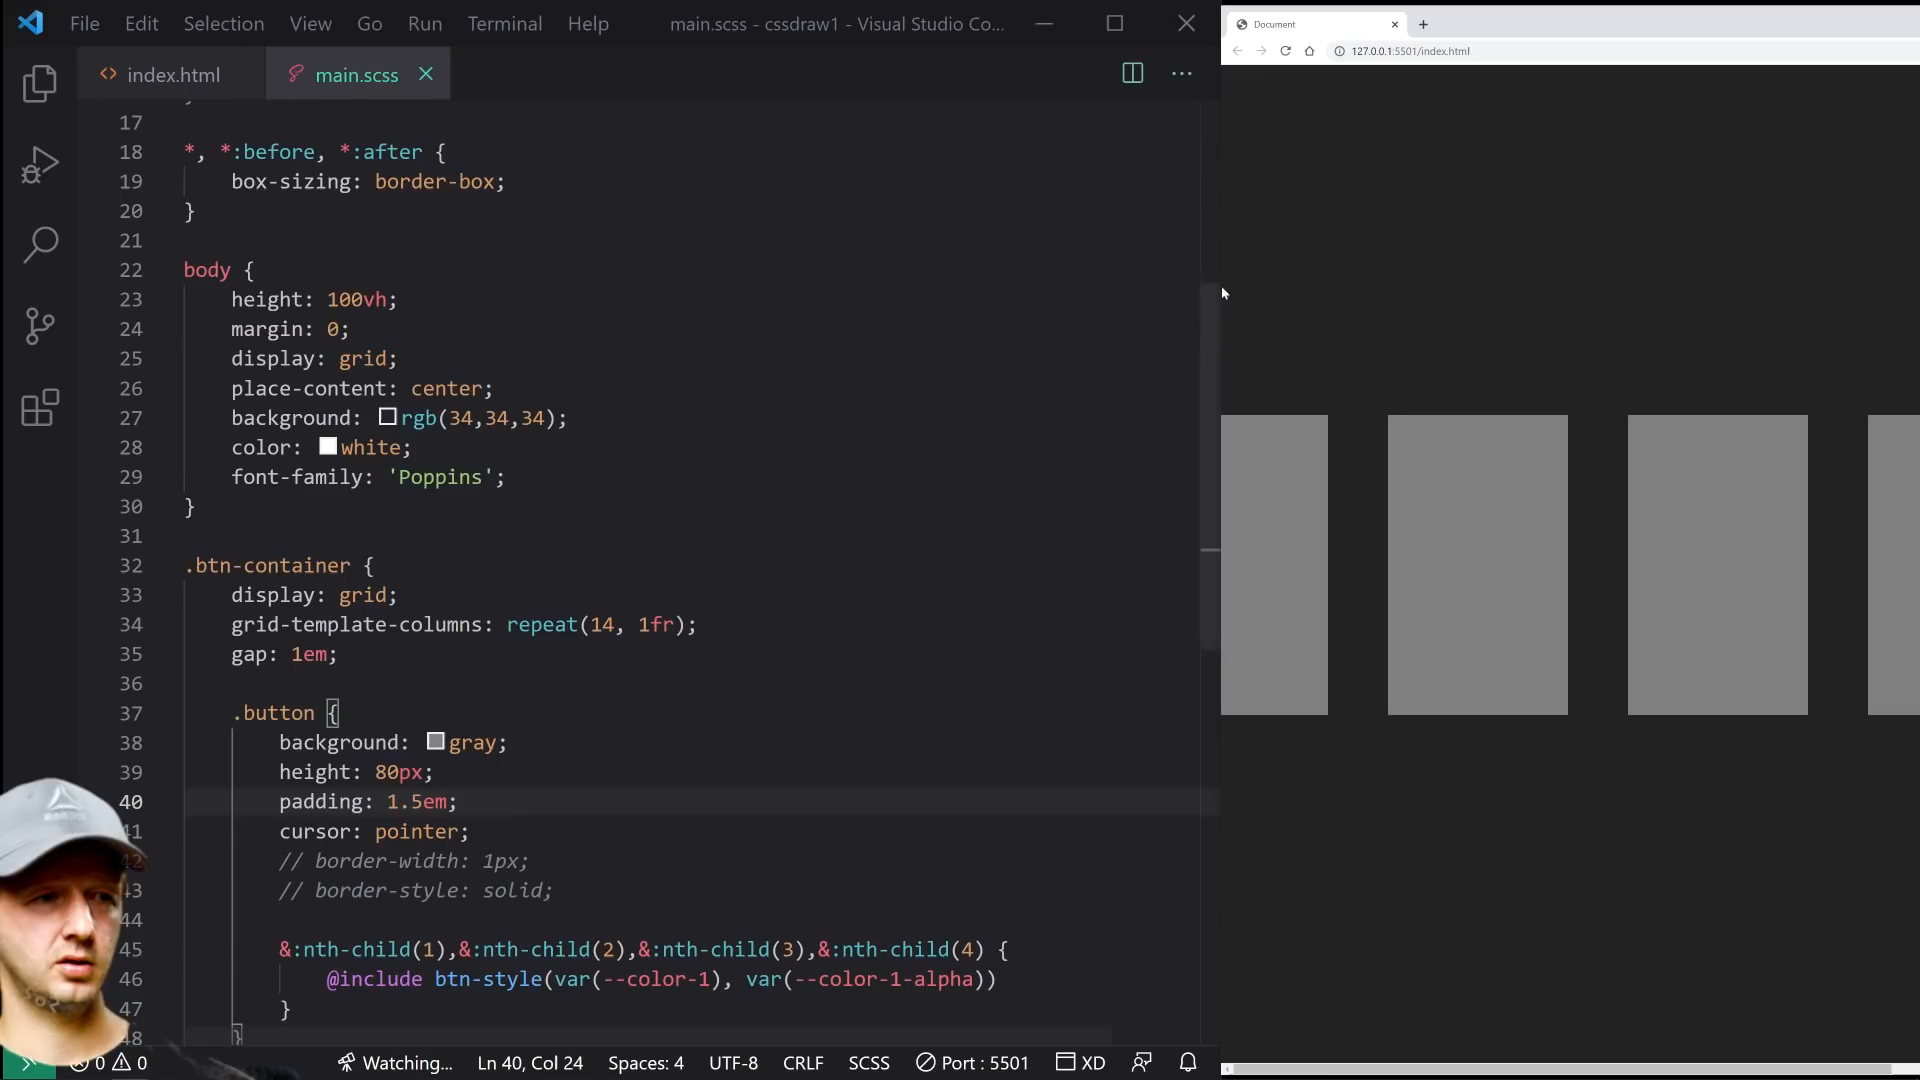 File Edit Selection View Go Run Terminal Help main.scss - cssdraw1 - Visual Studio Co...
index.html main.scss
17
18 *, *:before, *:after {
19 box-sizing: border-box;
20 }
21
22 body {
23 height: 100vh;
24 margin: 0;
25 display: grid;
26 place-content: center;
27 background: rgb(34,34,34);
28 color: white;
29 font-family: 'Poppins';
30 }
31
32 .btn-container {
33 display: grid;
34 grid-template-columns: repeat(14, 1fr);
35 gap: 1em;
36
37 .button {
38 background: gray;
39 height: 80px;
40 padding: 1.5em;
41 cursor: pointer;
42 // border-width: 1px;
43 // border-style: solid;
44
45 &:nth-child(1),&:nth-child(2),&:nth-child(3),&:nth-child(4) {
46 @include btn-style(var(--color-1), var(--color-1-alpha))
47 }
48 }
0 0 Watching... Ln 40, Col 24 Spaces: 4 UTF-8 CRLF SCSS Port : 5501 XD
Document
127.0.0.1:5501/index.html